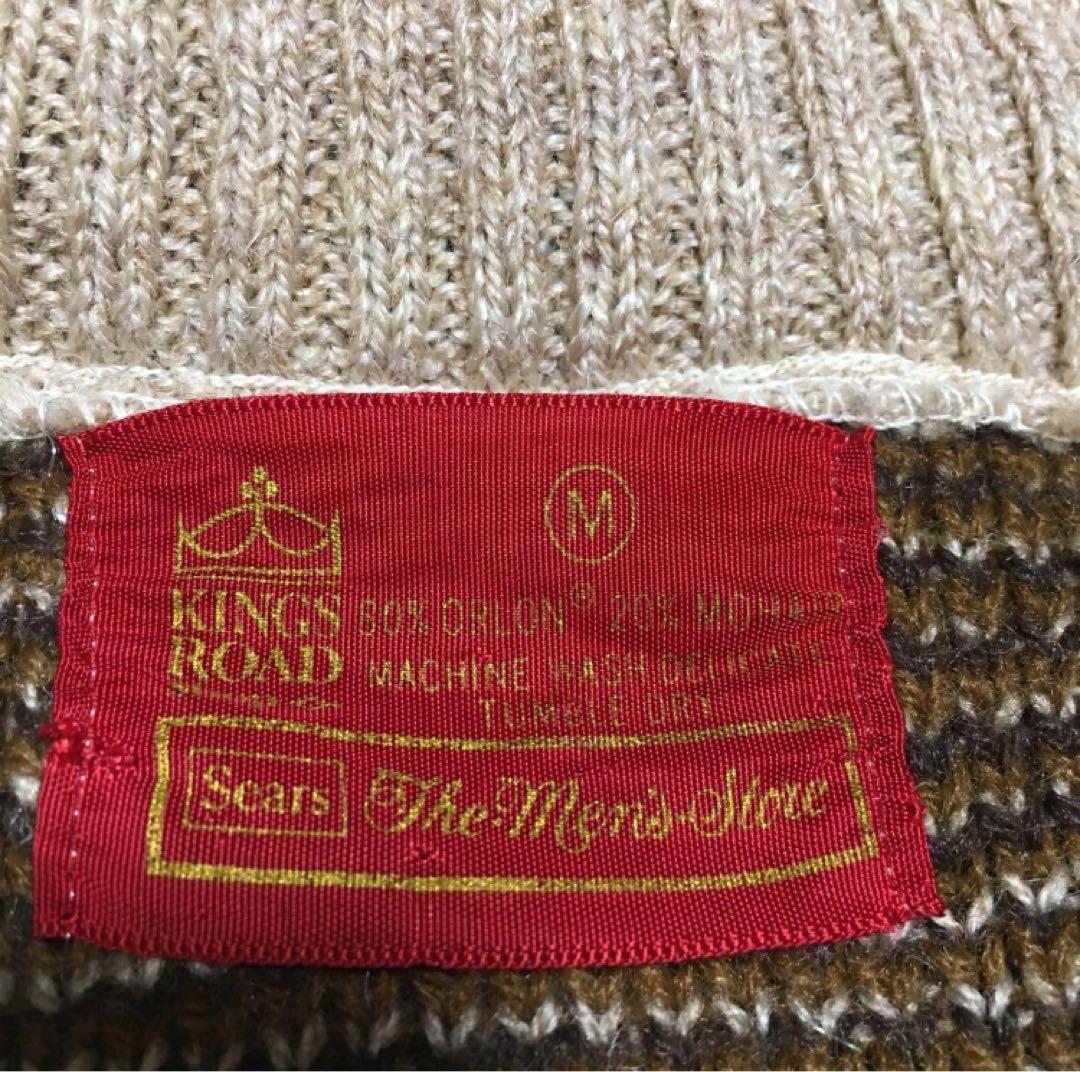 M
KINGS
ROAD
80% ORLON® 20% MOHAIR
MACHINE WASH DELICATE
TUMBLE DRY
Sears The Men's Store